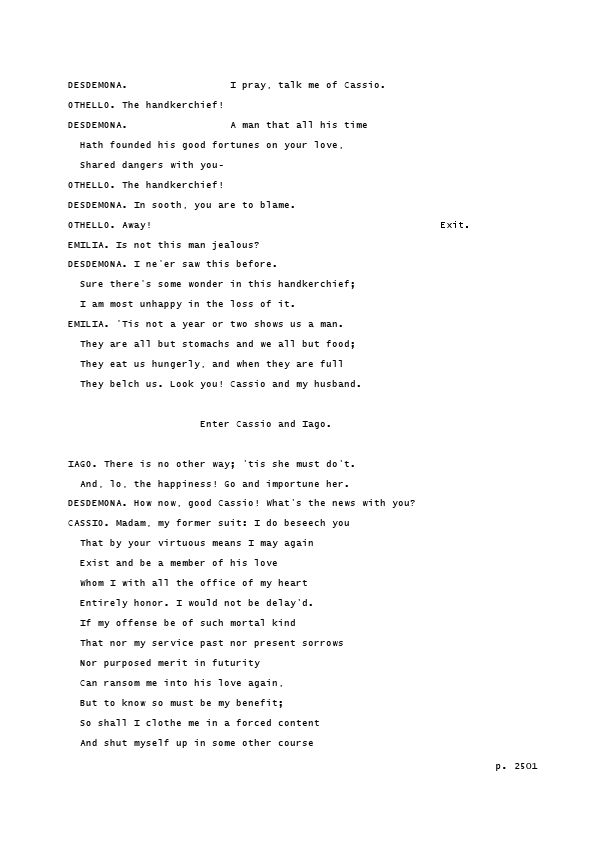 DESDEMONA.                 I pray, talk me of Cassio.
OTHELLO. The handkerchief!
DESDEMONA.                 A man that all his time
  Hath founded his good fortunes on your love,
  Shared dangers with you-
OTHELLO. The handkerchief!
DESDEMONA. In sooth, you are to blame.
OTHELLO. Away!                                                Exit.
EMILIA. Is not this man jealous?
DESDEMONA. I ne'er saw this before.
  Sure there's some wonder in this handkerchief;
  I am most unhappy in the loss of it.
EMILIA. 'Tis not a year or two shows us a man.
  They are all but stomachs and we all but food;
  They eat us hungerly, and when they are full
  They belch us. Look you! Cassio and my husband.

                      Enter Cassio and Iago.

IAGO. There is no other way; 'tis she must do't.
  And, lo, the happiness! Go and importune her.
DESDEMONA. How now, good Cassio! What's the news with you?
CASSIO. Madam, my former suit: I do beseech you
  That by your virtuous means I may again
  Exist and be a member of his love
  Whom I with all the office of my heart
  Entirely honor. I would not be delay'd.
  If my offense be of such mortal kind
  That nor my service past nor present sorrows
  Nor purposed merit in futurity
  Can ransom me into his love again,
  But to know so must be my benefit;
  So shall I clothe me in a forced content
  And shut myself up in some other course
p. 2501